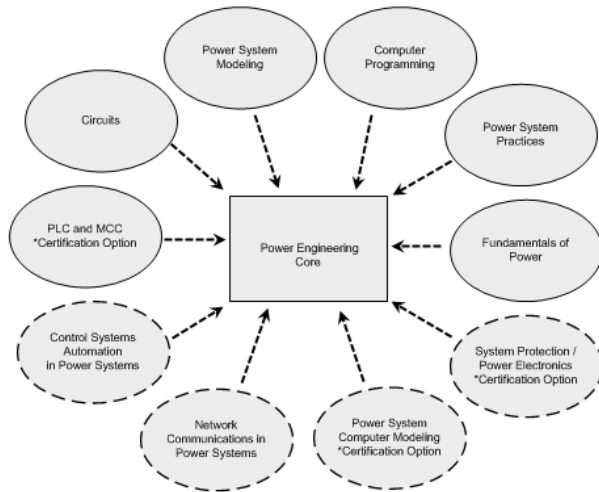 Power System
Modeling
Computer
Programming
Circuits
Power System
Practices
PLC and MCC
*Certification Option
Power Engineering
Core
Fundamentals of
Power
Control Systems
Automation
in Power Systems
System Protection /
Power Electronics
*Certification Option
Network
Communications in
Power Systems
Power System
Computer Modeling
*Certification Option